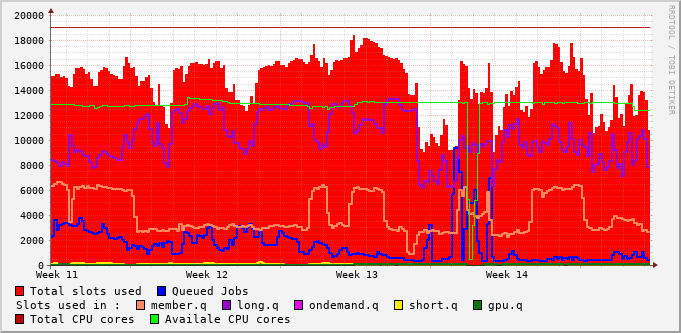 20000
18000
16000
14000
12000
10000
8000
6000
4000
2000
0
Week 11 Week 12 Week 13 Week 14
RRDTOOL / TOBI OETIKER
Total slots used Queued Jobs
Slots used in : member.q long.q ondemand.q short.q gpu.q
Total CPU cores Availale CPU cores